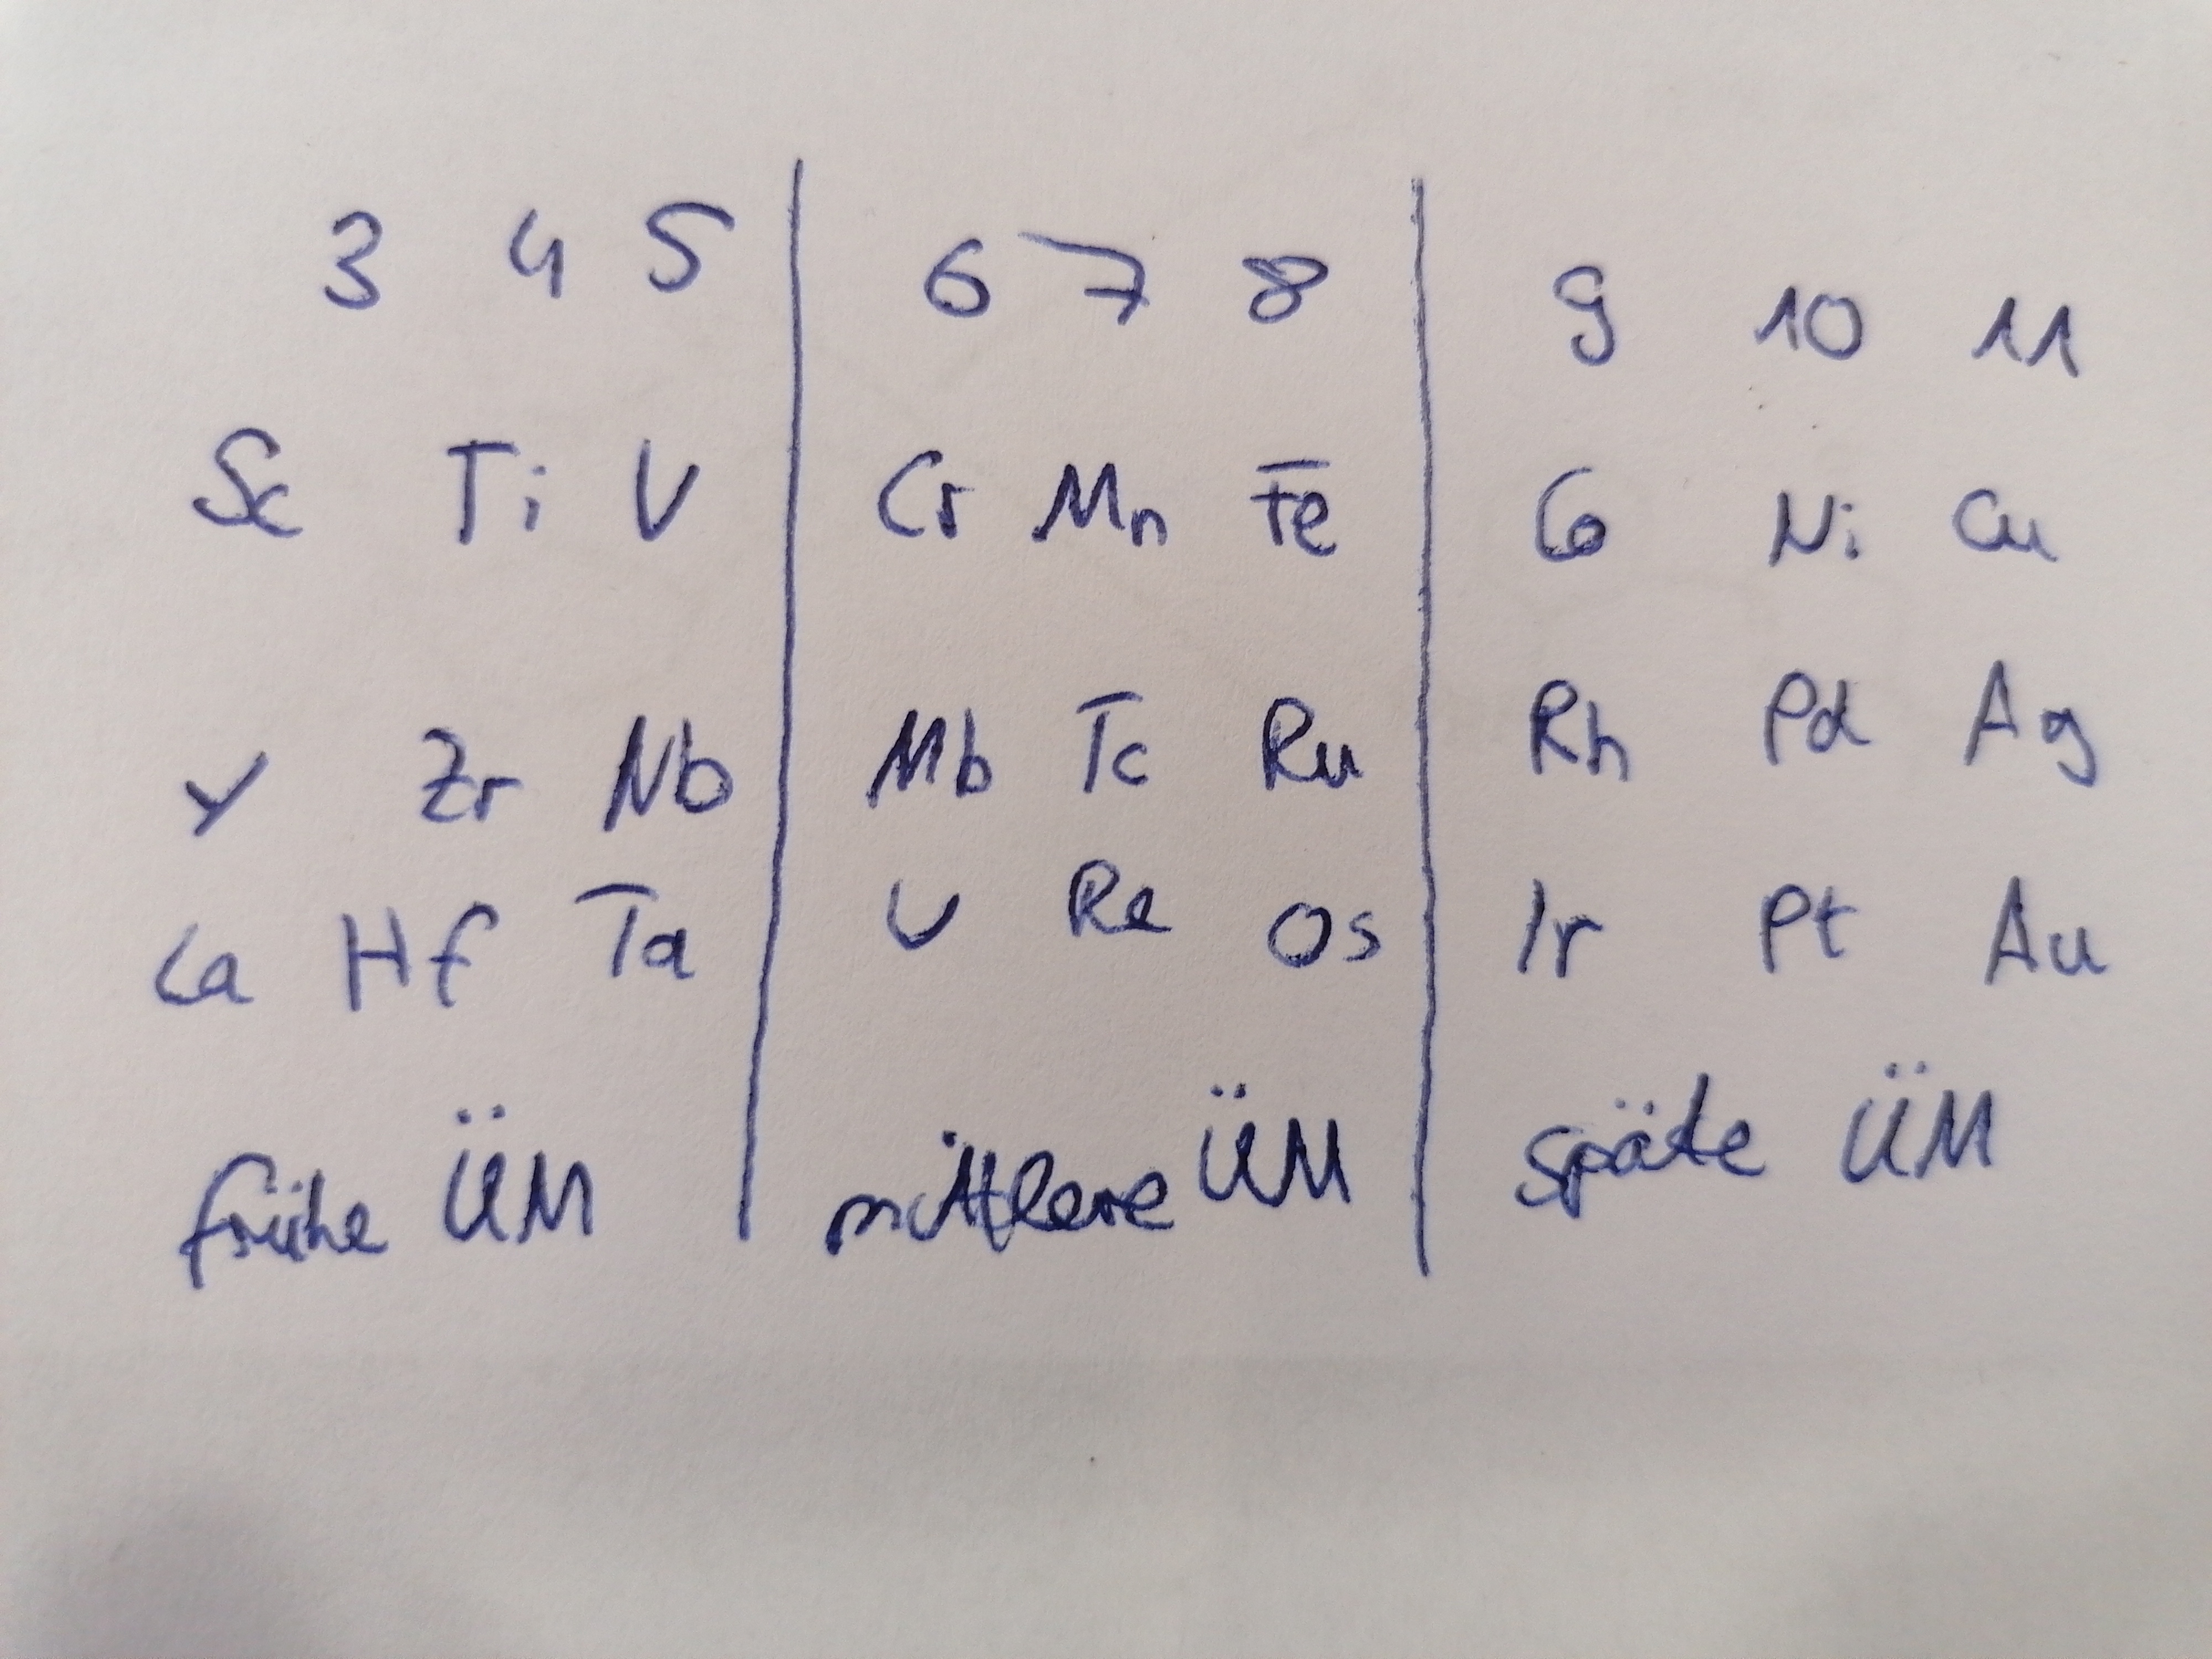 3 4 5 6 7 8 9 10 11
Sc Ti V Cr Mn Fe Co Ni Cu
Y Zr Nb Mb Tc Ru Rh Pd Ag
La Hf Ta V Re Os Ir Pt Au
frühe ÜM mittlere ÜM späte ÜM